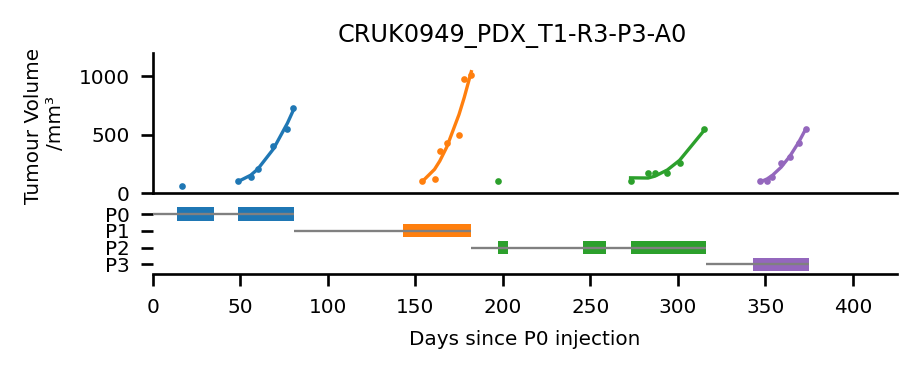 CRUK0949_PDX_T1-R3-P3-A0
Tumour Volume
/mm³
1000
500
0
P0
P1
P2
P3
0 50 100 150 200 250 300 350 400
Days since P0 injection